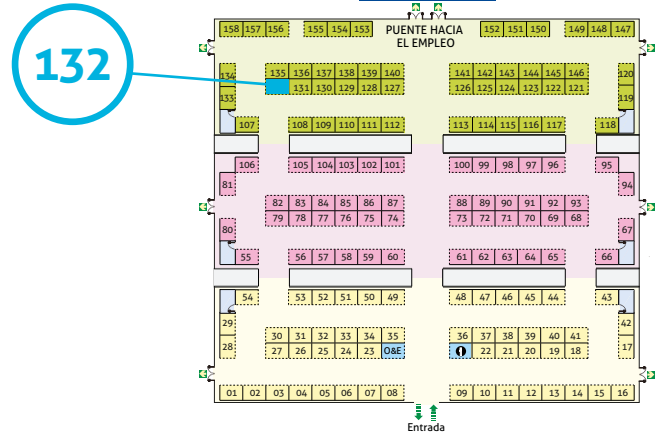 158 157 156 155 154 153 PUENTE HACIA 152 151 150 149 148 147
EL EMPLEO
132
134 135 136 137 138 139 140 141 142 143 144 145 146 120
133 131 130 129 128 127 126 125 124 123 122 121 119
107 108 109 110 111 112 113 114 115 116 117 118
106 105 104 103 102 101 100 99 98 97 96 95
81 94
82 83 84 85 86 87 88 89 90 91 92 93
79 78 77 76 75 74 73 72 71 70 69 68
80 67
55 56 57 58 59 60 61 62 63 64 65 66
54 53 52 51 50 49 48 47 46 45 44 43
29 42
30 31 32 33 34 35 36 37 38 39 40 41
28 27 26 25 24 23 O&E 22 21 20 19 18 17
01 02 03 04 05 06 07 08 09 10 11 12 13 14 15 16
Entrada